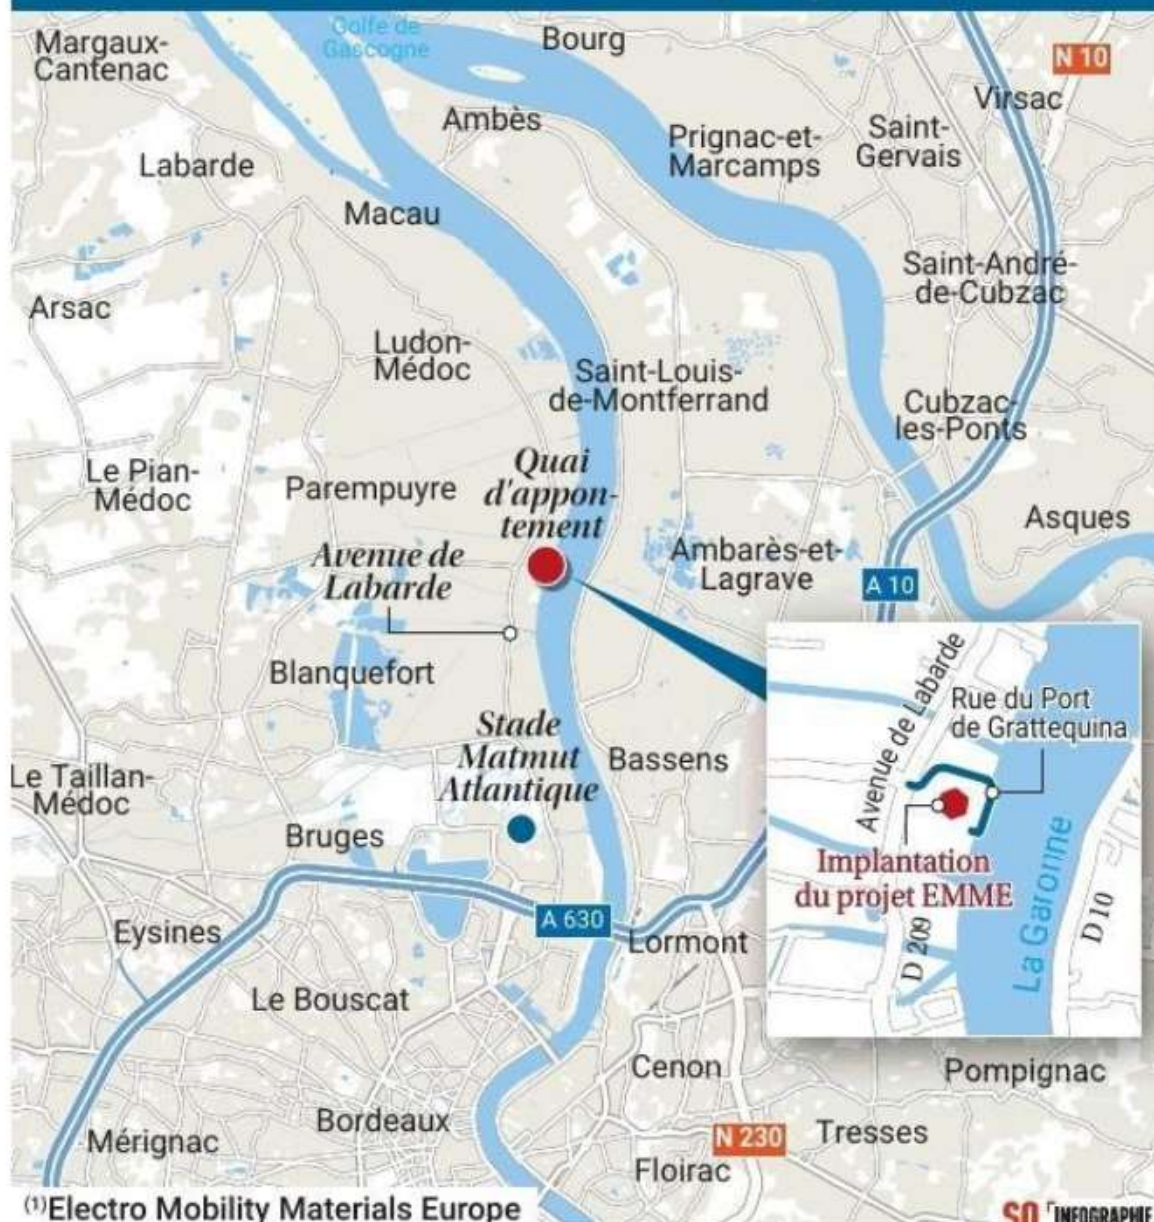 Golfe de
Gascogne
Margaux-
Cantenac
Bourg
N 10
Virsac
Ambès
Saint-
Gervais
Prignac-et-
Marcamps
Labarde
Macau
Saint-André-
de-Cubzac
Arsac
Ludon-
Médoc
Saint-Louis-
de-Montferrand
Cubzac-
les-Ponts
Le Pian-
Médoc
Parempuyre
Quai
d'appon-
tement
Asques
Avenue de
Labarde
Ambarès-et-
Lagrave
A 10
Blanquefort
Avenue de Labarde
Rue du Port
de Grattequina
Stade
Matmut
Atlantique
Bassens
Le Taillan-
Médoc
Bruges
Implantation
du projet EMME
La Garonne
D 10
D 209
A 630
Eysines
Lormont
Le Bouscat
Cenon
Pompignac
Bordeaux
Mérignac
N 230
Tresses
Floirac
(1)Electro Mobility Materials Europe
SO INFOGRAPHIE